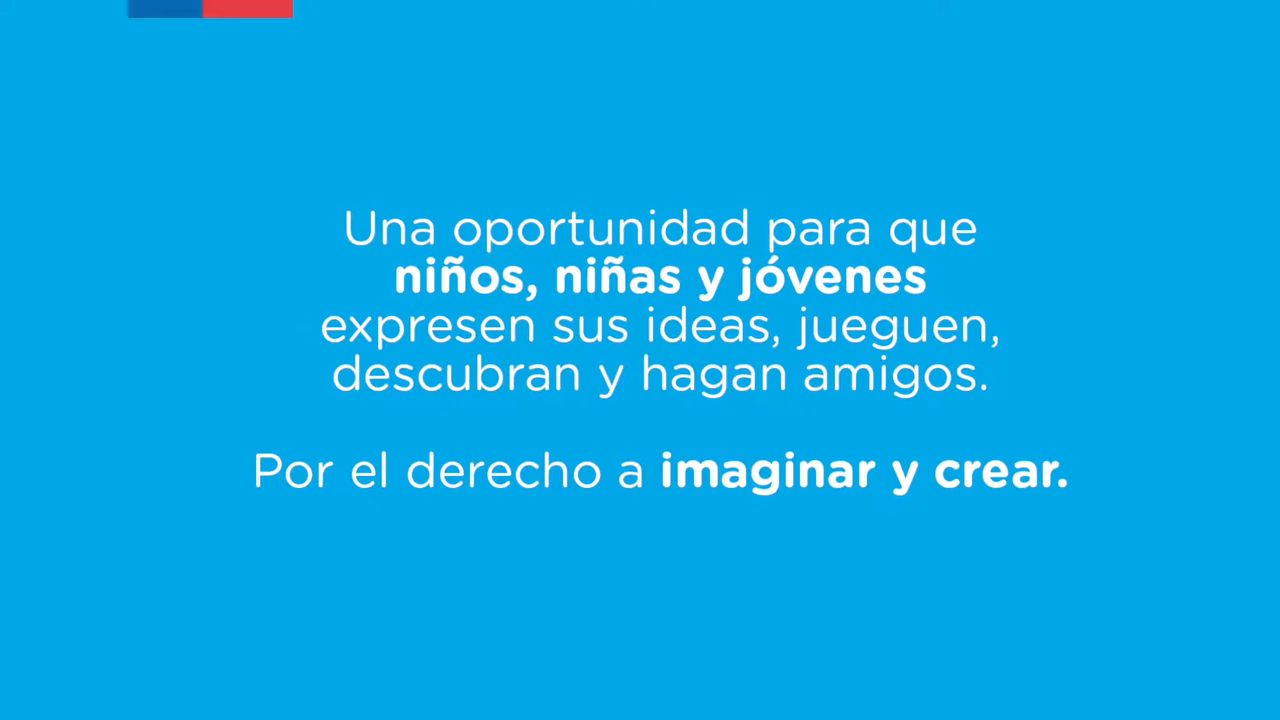 Una oportunidad para que
niños, niñas y jóvenes
expresen sus ideas, jueguen,
descubran y hagan amigos.
Por el derecho a imaginar y crear.